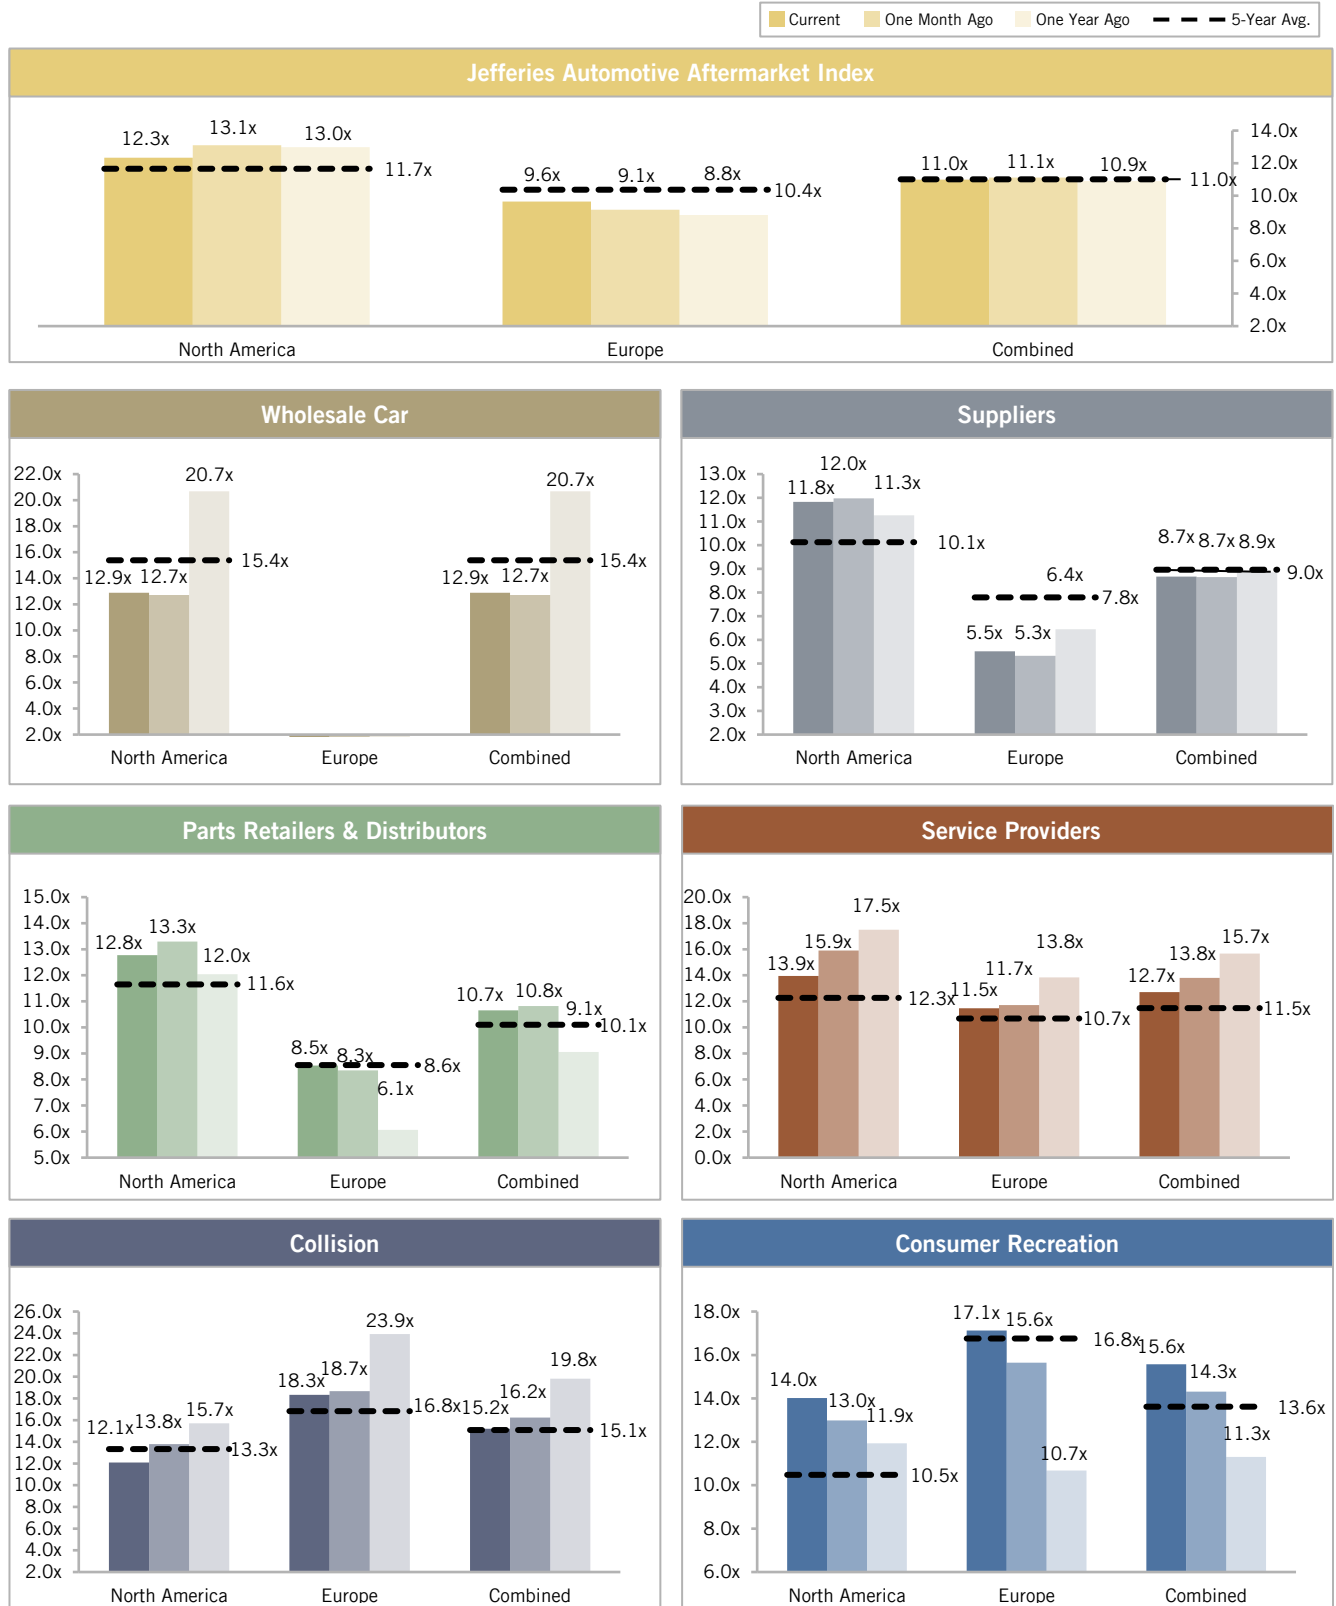 Current One Month Ago One Year Ago 5-Year Avg.
Jefferies Automotive Aftermarket Index
12.3x 13.1x 13.0x 11.7x
9.6x 9.1x 8.8x 10.4x
11.0x 11.1x 10.9x 11.0x
14.0x
12.0x
10.0x
8.0x
6.0x
4.0x
2.0x
North America Europe Combined
Wholesale Car
22.0x
20.0x
18.0x
16.0x
14.0x
12.0x
10.0x
8.0x
6.0x
4.0x
2.0x
12.9x 12.7x 20.7x 15.4x
12.9x 12.7x 20.7x 15.4x
North America Europe Combined
Suppliers
13.0x
12.0x
11.0x
10.0x
9.0x
8.0x
7.0x
6.0x
5.0x
4.0x
3.0x
2.0x
11.8x 12.0x 11.3x 10.1x
5.5x 5.3x 6.4x 7.8x
8.7x 8.7x 8.9x 9.0x
North America Europe Combined
Parts Retailers & Distributors
15.0x
14.0x
13.0x
12.0x
11.0x
10.0x
9.0x
8.0x
7.0x
6.0x
5.0x
12.8x 13.3x 12.0x 11.6x
8.5x 8.3x 6.1x 8.6x
10.7x 10.8x 9.1x 10.1x
North America Europe Combined
Service Providers
20.0x
18.0x
16.0x
14.0x
12.0x
10.0x
8.0x
6.0x
4.0x
2.0x
0.0x
13.9x 15.9x 17.5x 12.3x
11.5x 11.7x 13.8x 10.7x
12.7x 13.8x 15.7x 11.5x
North America Europe Combined
Collision
26.0x
24.0x
22.0x
20.0x
18.0x
16.0x
14.0x
12.0x
10.0x
8.0x
6.0x
4.0x
2.0x
12.1x 13.8x 15.7x 13.3x
18.3x 18.7x 23.9x 16.8x
15.2x 16.2x 19.8x 15.1x
North America Europe Combined
Consumer Recreation
18.0x
16.0x
14.0x
12.0x
10.0x
8.0x
6.0x
14.0x 13.0x 11.9x 10.5x
17.1x 15.6x 10.7x 16.8x
15.6x 14.3x 11.3x 13.6x
North America Europe Combined